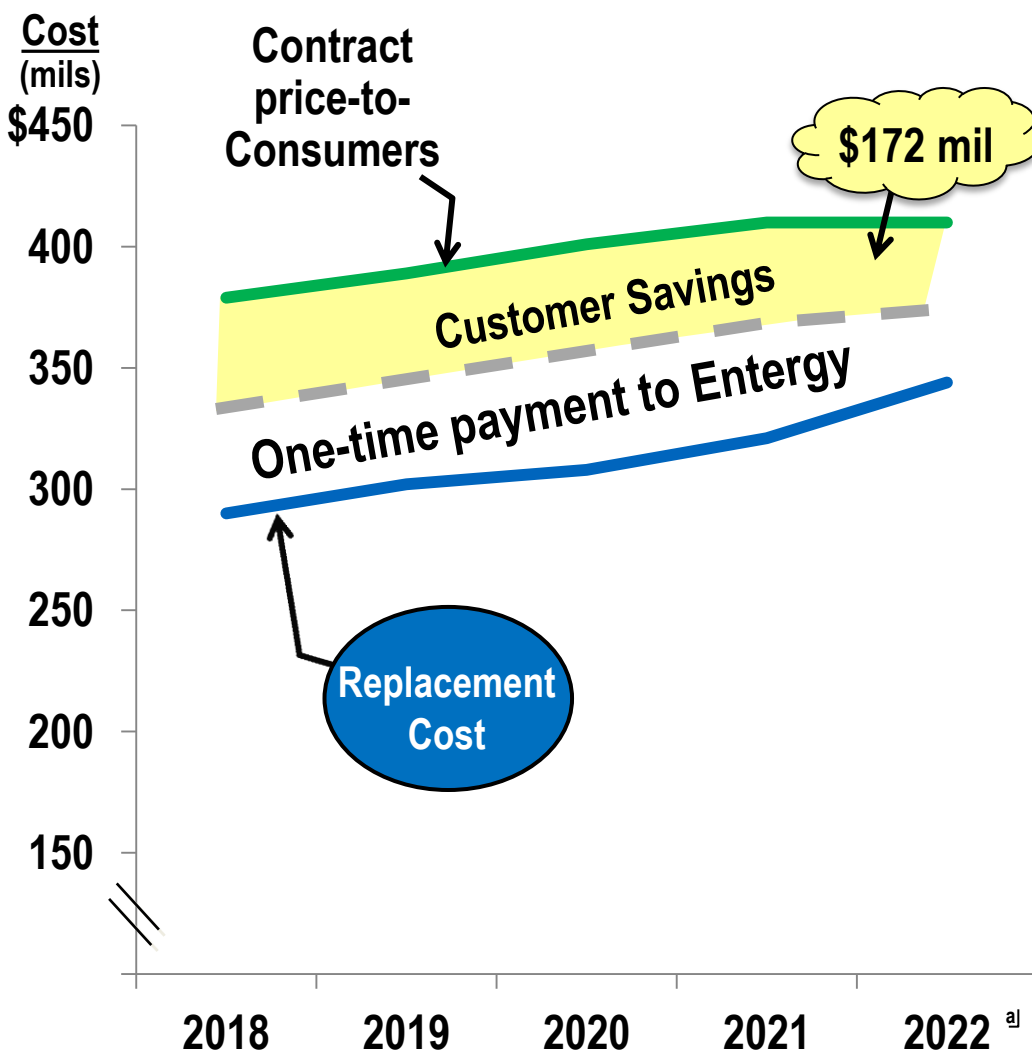 Cost
(mils)
$450
400
350
300
250
200
150
Contract
price-to-
Consumers
$172 mil
Customer Savings
One-time payment to Entergy
Replacement
Cost
2018 2019 2020 2021 2022 a]